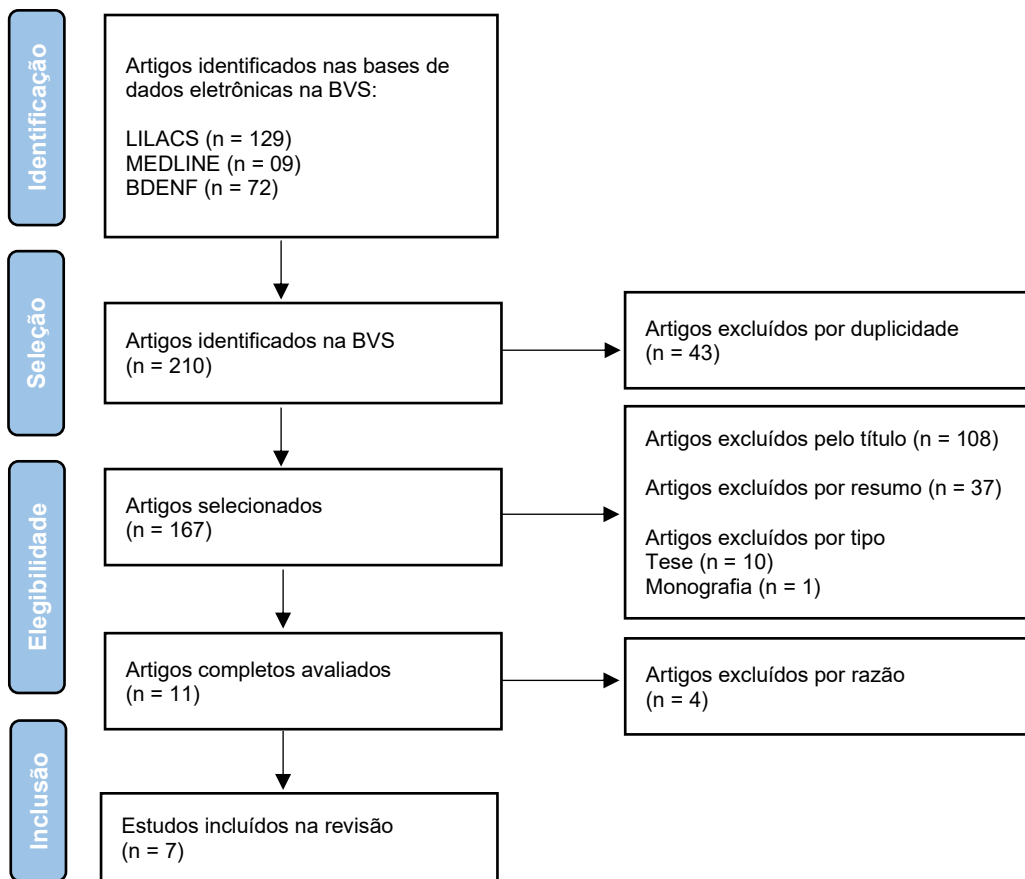 Identificação
Artigos identificados nas bases de
dados eletrônicas na BVS:
LILACS (n = 129)
MEDLINE (n = 09)
BDENF (n = 72)
Seleção
Artigos identificados na BVS
(n = 210)
Artigos excluídos por duplicidade
(n = 43)
Elegibilidade
Artigos selecionados
(n = 167)
Artigos excluídos pelo título (n = 108)
Artigos excluídos por resumo (n = 37)
Artigos excluídos por tipo
Tese (n = 10)
Monografia (n = 1)
Artigos completos avaliados
(n = 11)
Artigos excluídos por razão
(n = 4)
Inclusão
Estudos incluídos na revisão
(n = 7)